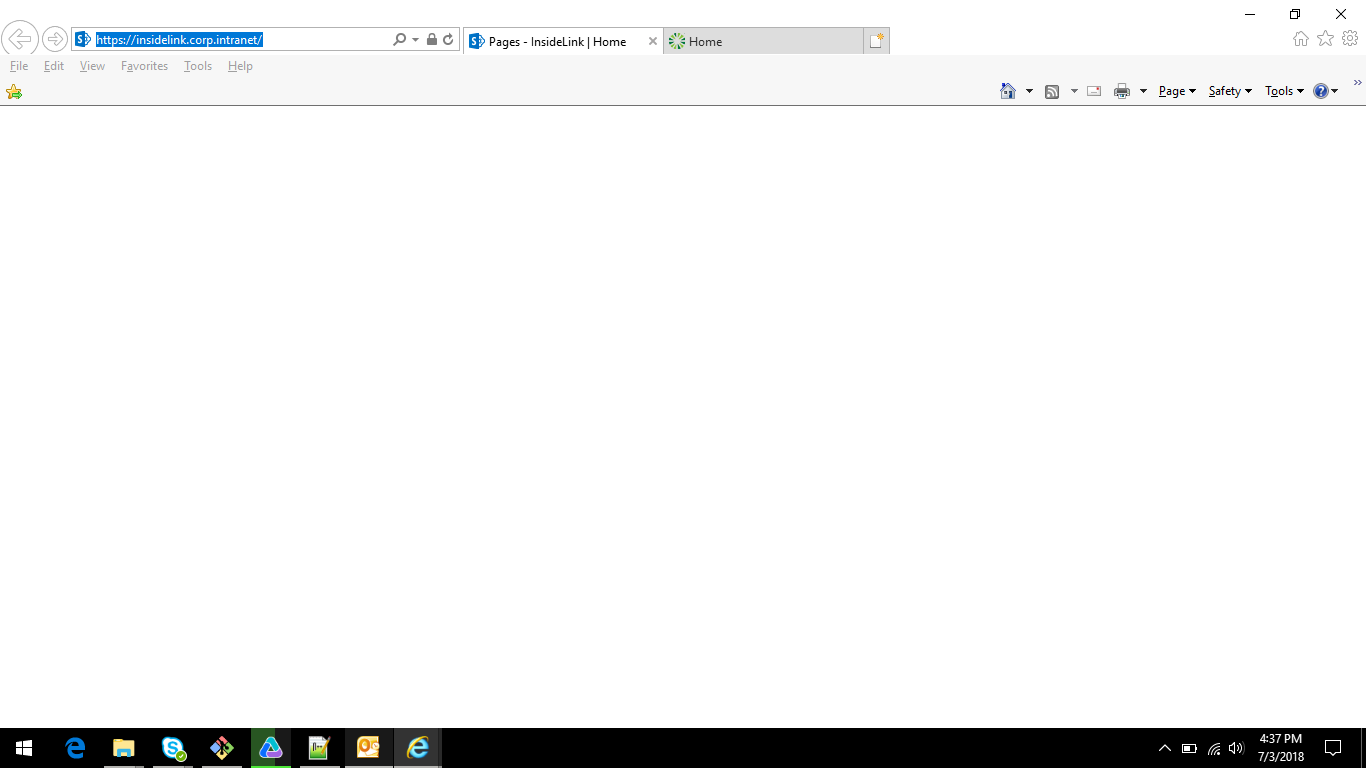 https://insidelink.corp.intranet/
Pages - InsideLink | Home
Home
File Edit View Favorites Tools Help
Page Safety Tools
4:37 PM
7/3/2018